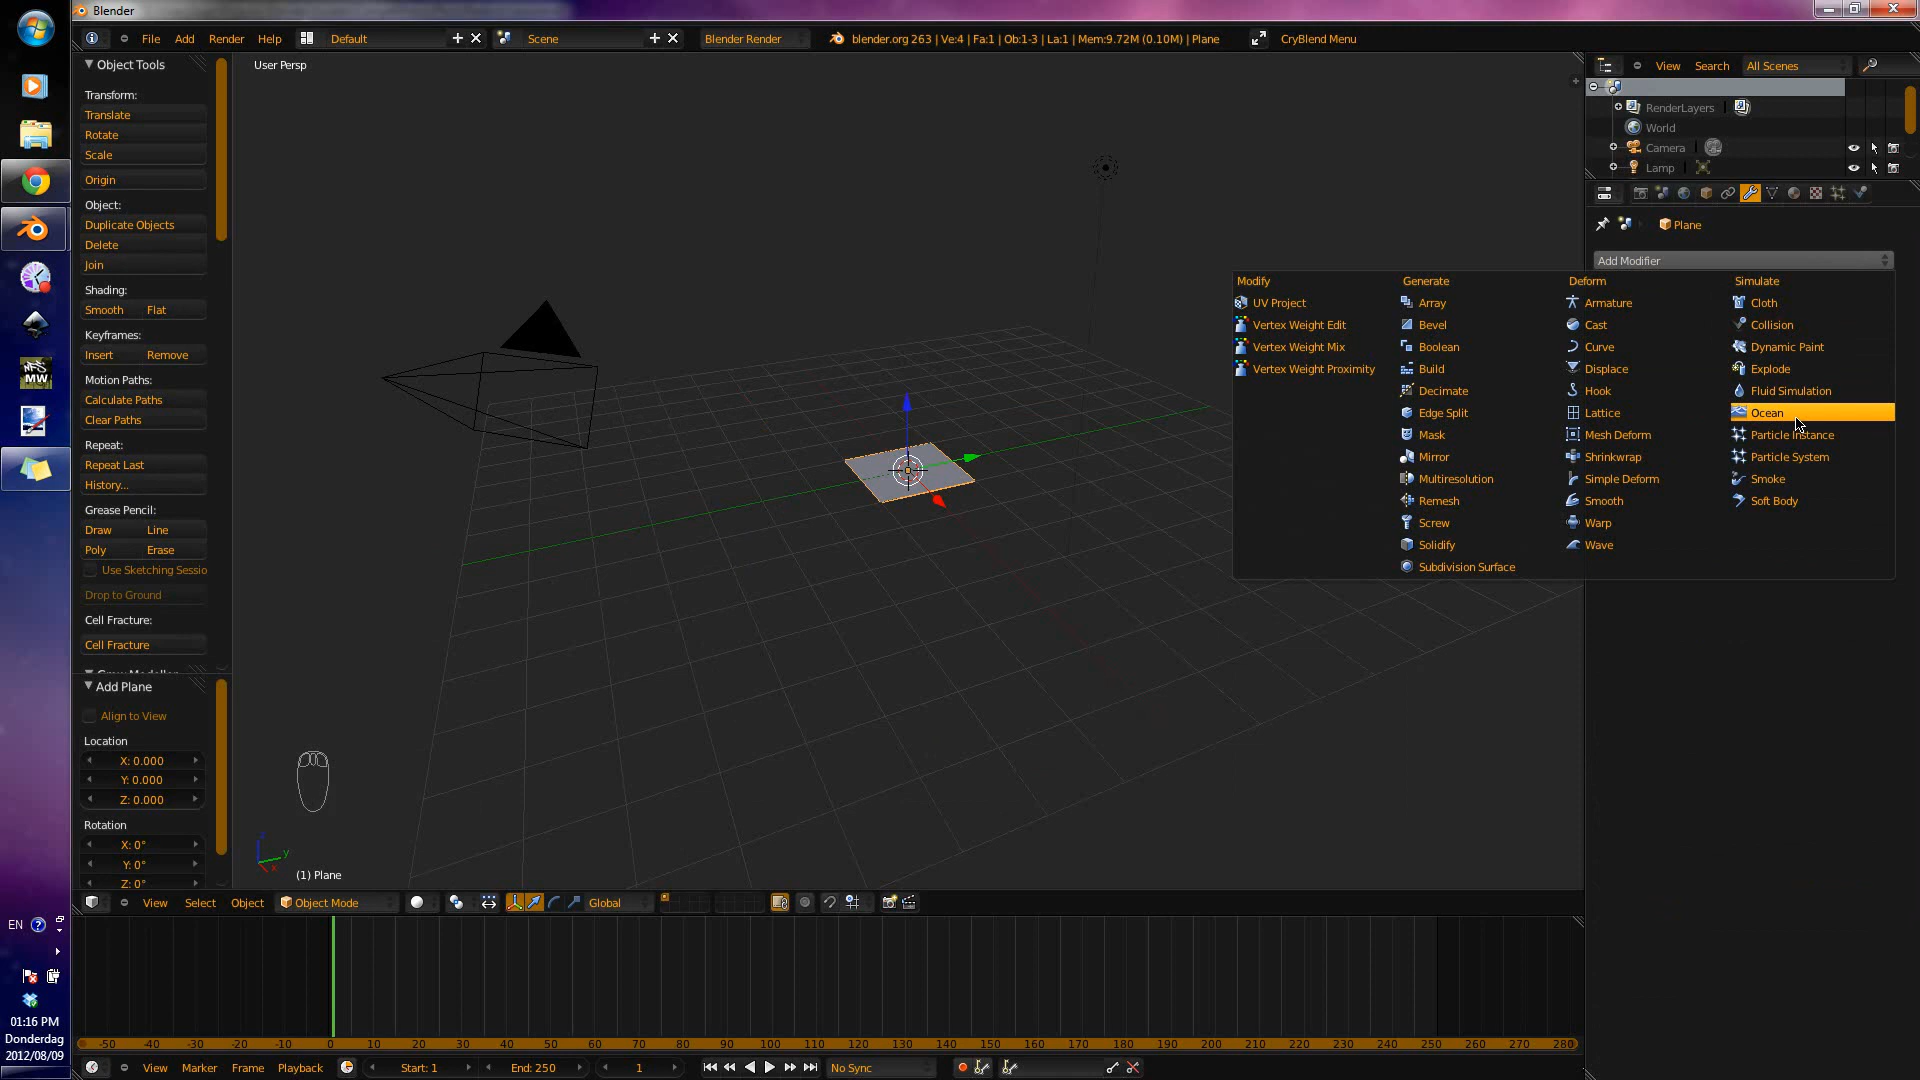 Blender
File Add Render Help Default Scene Blender Render blender.org 263 | Ve:4 | Fa:1 | Ob:1-3 | La:1 | Mem:9.72M (0.10M) | Plane CryBlend Menu
Object Tools
Transform:
Translate
Rotate
Scale
Origin
Object:
Duplicate Objects
Delete
Join
Shading:
Smooth Flat
Keyframes:
Insert Remove
Motion Paths:
Calculate Paths
Clear Paths
Repeat:
Repeat Last
History...
Grease Pencil:
Draw Line
Poly Erase
Use Sketching Sessio
Drop to Ground
Cell Fracture:
Cell Fracture
Add Plane
Align to View
Location
X: 0.000
Y: 0.000
Z: 0.000
Rotation
X: 0°
Y: 0°
Z: 0°
User Persp
(1) Plane
View Search All Scenes
RenderLayers
World
Camera
Lamp
Plane
Add Modifier
Modify
UV Project
Vertex Weight Edit
Vertex Weight Mix
Vertex Weight Proximity
Generate
Array
Bevel
Boolean
Build
Decimate
Edge Split
Mask
Mirror
Multiresolution
Remesh
Screw
Solidify
Subdivision Surface
Deform
Armature
Cast
Curve
Displace
Hook
Lattice
Mesh Deform
Shrinkwrap
Simple Deform
Smooth
Warp
Wave
Simulate
Cloth
Collision
Dynamic Paint
Explode
Fluid Simulation
Ocean
Particle Instance
Particle System
Smoke
Soft Body
View Select Object Object Mode Global
-50 -40 -30 -20 -10 0 10 20 30 40 50 60 70 80 90 100 110 120 130 140 150 160 170 180 190 200 210 220 230 240 250 260 270 280
View Marker Frame Playback Start: 1 End: 250 1 No Sync
NFS
MW
EN
01:16 PM
Donderdag
2012/08/09